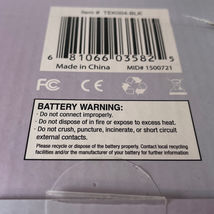 Item # TEK004-BLK
6 81066 03582 5
Made in China MID# 1500721
FC CE
BATTERY WARNING:
- Do not connect improperly.
- Do not dispose of in fire or expose to excess heat.
- Do not crush, puncture, incinerate, or short circuit
external contacts.
Please recycle or dispose of the battery properly. Contact local recycling
facilities and/or the manufacturer of your battery for further information